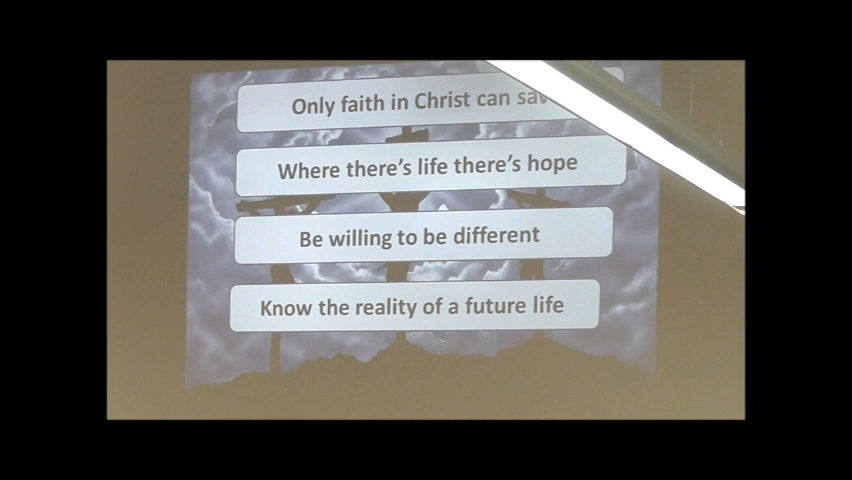 Only faith in Christ can
Where there's life there's hope
Be willing to be different
Know the reality of a future life